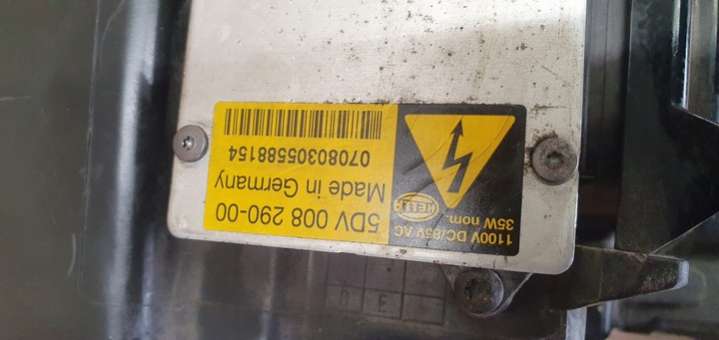 5DV 008 290-00
Made in Germany
07080305588154
HELLA
1100V DC/85V AC
35W nom.